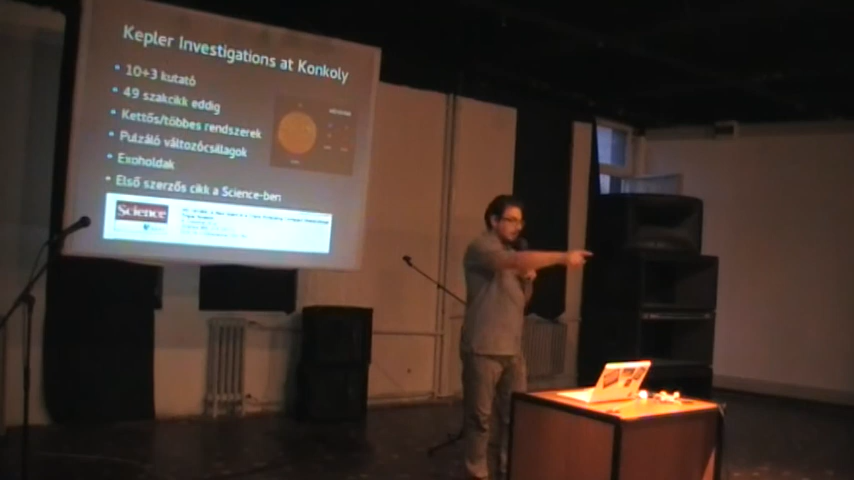 Kepler Investigations at Konkoly
10+3 kutató
49 szakcikk eddig
Kettős/többes rendszerek
Pulzáló változócsillagok
Exoholdak
Első szerzős cikk a Science-ben
Science